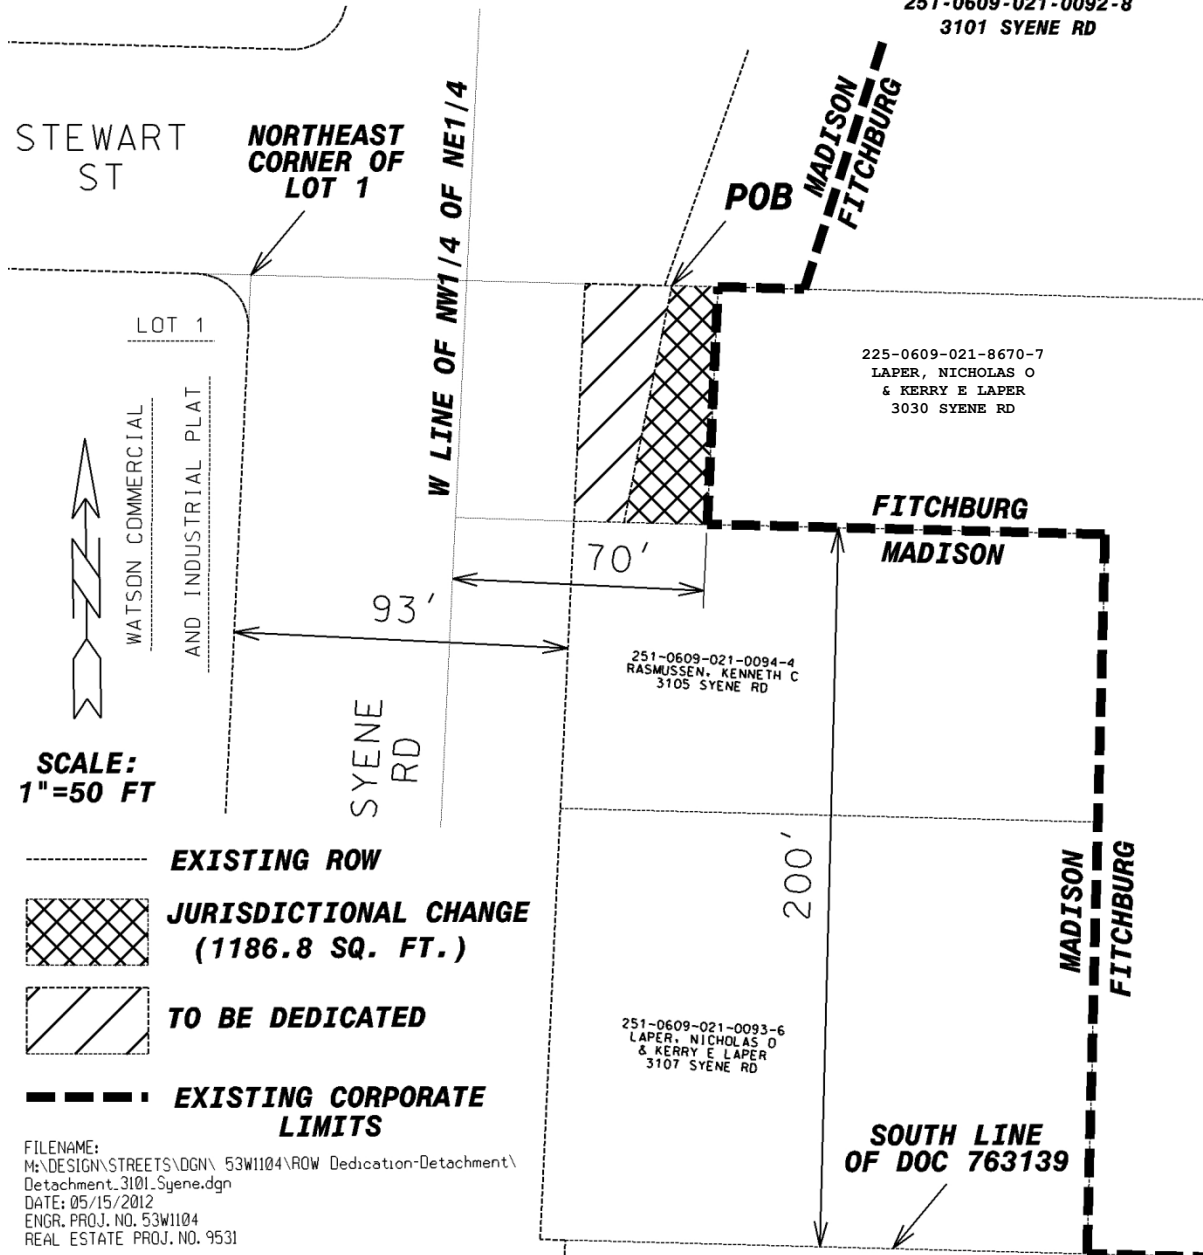 251-0609-021-0092-8
3101 SYENE RD
STEWART
ST
NORTHEAST
CORNER OF
LOT 1
W LINE OF NW1/4 OF NE1/4
POB
MADISON
FITCHBURG
LOT 1
WATSON COMMERCIAL
AND INDUSTRIAL PLAT
225-0609-021-8670-7
LAPER, NICHOLAS O
& KERRY E LAPER
3030 SYENE RD
FITCHBURG
MADISON
70'
93'
N
251-0609-021-0094-4
RASMUSSEN, KENNETH C
3105 SYENE RD
SYENE
RD
SCALE:
1"=50 FT
200'
MADISON
FITCHBURG
EXISTING ROW
JURISDICTIONAL CHANGE
(1186.8 SQ. FT.)
TO BE DEDICATED
251-0609-021-0093-6
LAPER, NICHOLAS O
& KERRY E LAPER
3107 SYENE RD
EXISTING CORPORATE
LIMITS
SOUTH LINE
OF DOC 763139
FILENAME:
M:\DESIGN\STREETS\DGN\ 53W1104\ROW Dedication-Detachment\
Detachment_3101_Syene.dgn
DATE: 05/15/2012
ENGR. PROJ. NO. 53W1104
REAL ESTATE PROJ. NO. 9531